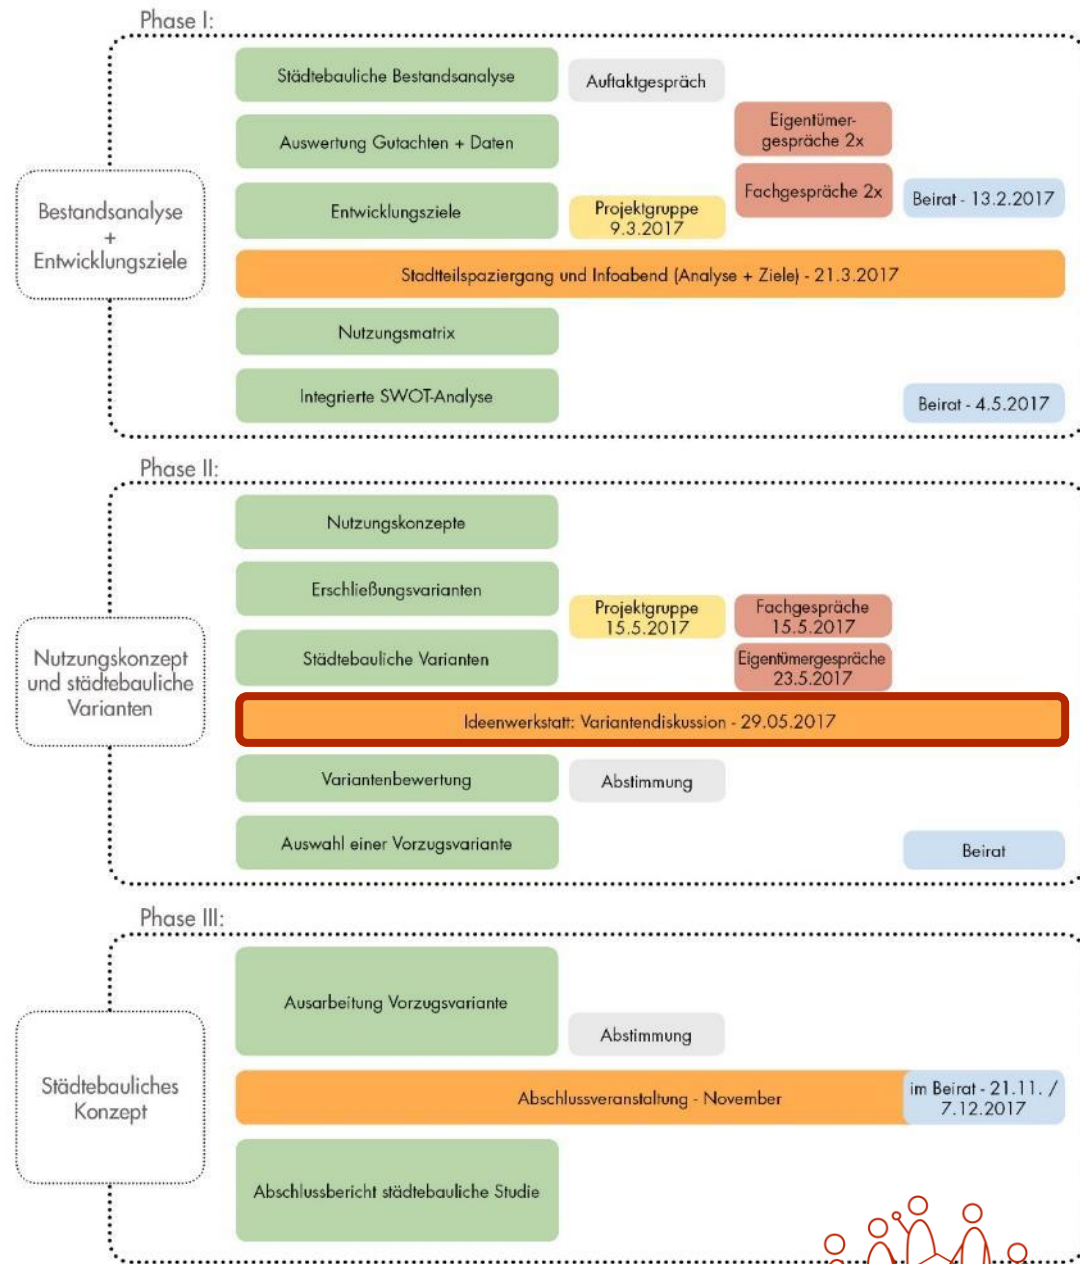 Phase I:
Bestandsanalyse
+
Entwicklungsziele
Städtebauliche Bestandsanalyse
Auftaktgespräch
Auswertung Gutachten + Daten
Eigentümer-
gespräche 2x
Entwicklungsziele
Projektgruppe
9.3.2017
Fachgespräche 2x
Beirat - 13.2.2017
Stadtteilspaziergang und Infoabend (Analyse + Ziele) - 21.3.2017
Nutzungsmatrix
Integrierte SWOT-Analyse
Beirat - 4.5.2017
Phase II:
Nutzungskonzept
und städtebauliche
Varianten
Nutzungskonzepte
Erschließungsvarianten
Projektgruppe
15.5.2017
Fachgespräche
15.5.2017
Städtebauliche Varianten
Eigentümergespräche
23.5.2017
Ideenwerkstatt: Variantendiskussion - 29.05.2017
Variantenbewertung
Abstimmung
Auswahl einer Vorzugsvariante
Beirat
Phase III:
Städtebauliches
Konzept
Ausarbeitung Vorzugsvariante
Abstimmung
Abschlussveranstaltung - November
im Beirat - 21.11. /
7.12.2017
Abschlussbericht städtebauliche Studie